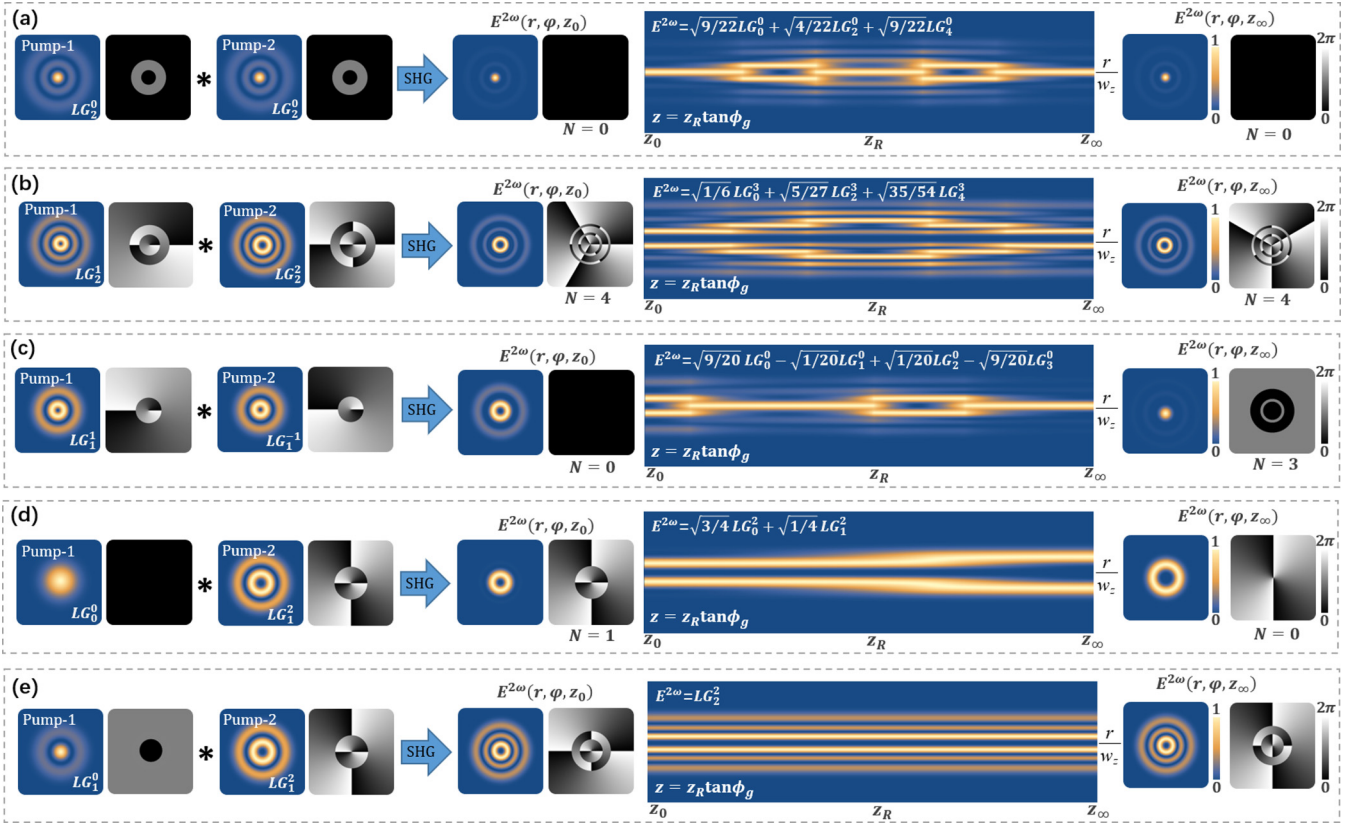 (a)
E^{2ω}(r, φ, z_0)
E^{2ω}=√9/22 LG_0^0 + √4/22 LG_2^0 + √9/22 LG_4^0
E^{2ω}(r, φ, z_∞)
Pump-1
LG_2^0
*
Pump-2
LG_2^0
SHG
N = 0
z = z_R tanϕ_g
z_0
z_R
z_∞
r/w_z
1
0
2π
0
N = 0
(b)
E^{2ω}(r, φ, z_0)
E^{2ω}=√1/6 LG_0^3 + √5/27 LG_2^3 + √35/54 LG_4^3
E^{2ω}(r, φ, z_∞)
Pump-1
LG_2^1
*
Pump-2
LG_2^2
SHG
N = 4
z = z_R tanϕ_g
z_0
z_R
z_∞
r/w_z
1
0
2π
0
N = 4
(c)
E^{2ω}(r, φ, z_0)
E^{2ω}=√9/20 LG_0^0 − √1/20 LG_1^0 + √1/20 LG_2^0 − √9/20 LG_3^0
E^{2ω}(r, φ, z_∞)
Pump-1
LG_1^1
*
Pump-2
LG_1^{-1}
SHG
N = 0
z = z_R tanϕ_g
z_0
z_R
z_∞
r/w_z
1
0
2π
0
N = 3
(d)
E^{2ω}(r, φ, z_0)
E^{2ω}=√3/4 LG_0^2 + √1/4 LG_1^2
E^{2ω}(r, φ, z_∞)
Pump-1
LG_0^0
*
Pump-2
LG_1^2
SHG
N = 1
z = z_R tanϕ_g
z_0
z_R
z_∞
r/w_z
1
0
2π
0
N = 0
(e)
E^{2ω}(r, φ, z_0)
E^{2ω}=LG_2^2
E^{2ω}(r, φ, z_∞)
Pump-1
LG_1^0
*
Pump-2
LG_1^2
SHG
z = z_R tanϕ_g
z_0
z_R
z_∞
r/w_z
1
0
2π
0